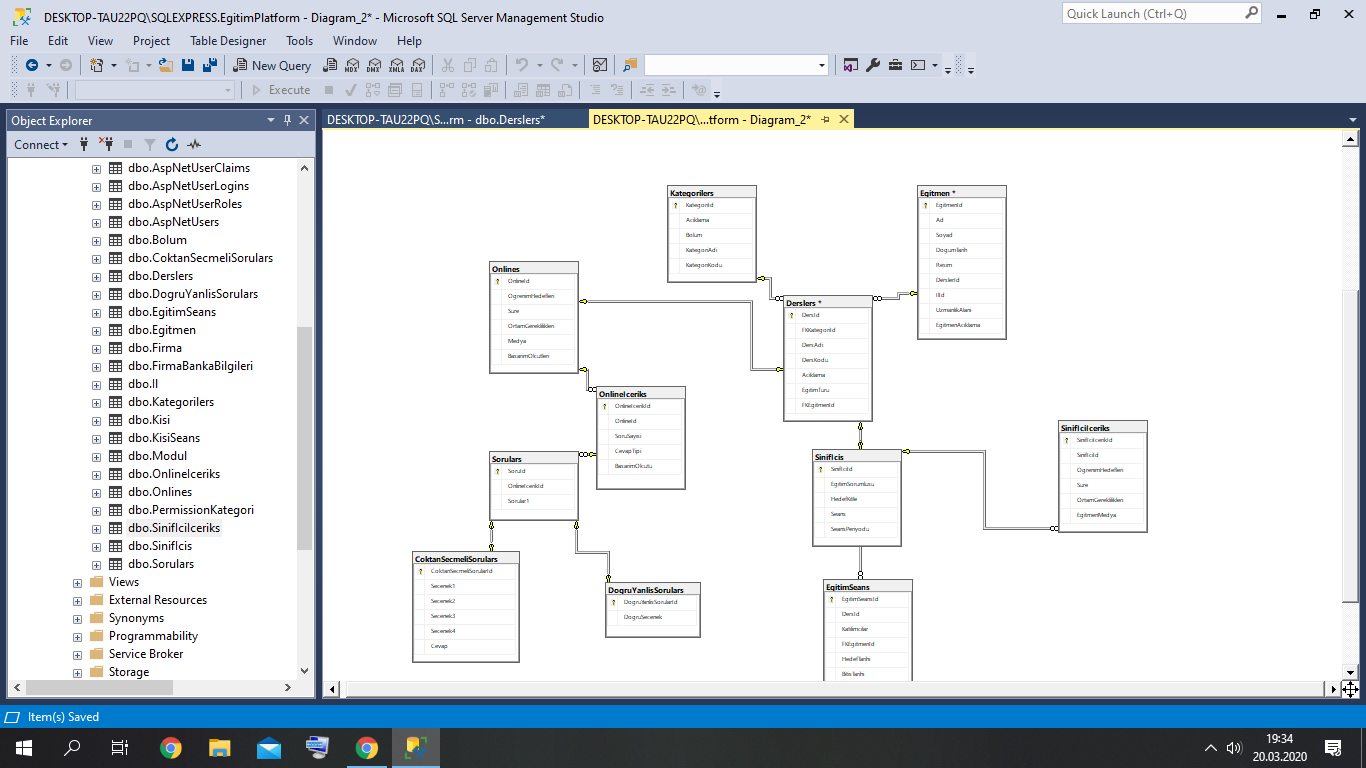 DESKTOP-TAU22PQ\SQLEXPRESS.EgitimPlatform - Diagram_2* - Microsoft SQL Server Management Studio
Quick Launch (Ctrl+Q)
File Edit View Project Table Designer Tools Window Help
New Query
MDX DMX XMLA DAX
Execute
Object Explorer
DESKTOP-TAU22PQ\S...rm - dbo.Derslers*
DESKTOP-TAU22PQ\...tform - Diagram_2*
Connect
dbo.AspNetUserClaims
dbo.AspNetUserLogins
dbo.AspNetUserRoles
dbo.AspNetUsers
dbo.Bolum
dbo.CoktanSecmeliSorulars
dbo.Derslers
dbo.DogruYanlisSorulars
dbo.EgitimSeans
dbo.Egitmen
dbo.Firma
dbo.FirmaBankaBilgileri
dbo.Il
dbo.Kategorilers
dbo.Kisi
dbo.KisiSeans
dbo.Modul
dbo.OnlineIceriks
dbo.Onlines
dbo.PermissionKategori
dbo.SinifIciIceriks
dbo.SinifIcis
dbo.Sorulars
Views
External Resources
Synonyms
Programmability
Service Broker
Storage
Kategorilers
KategoriId
Aciklama
Bolum
KategoriAdi
KategoriKodu
Egitmen *
EgitmenId
Ad
Soyad
DogumTarih
Resim
DerslerId
IlId
UzmanlikAlani
EgitmenAciklama
Onlines
OnlineId
OgrenimHedefleri
Sure
OrtamGereklilikleri
Medya
BasarimOlcutleri
Derslers *
DersId
FKKategoriId
DersAdi
DersKodu
Aciklama
EgitimTuru
FKEgitmenId
OnlineIceriks
OnlineIcerikId
OnlineId
SoruSayisi
CevapTipi
BasarimOlcutu
Sorulars
SoruId
OnlineIcerikId
Sorular1
SinifIcis
SinifIciId
EgitimSorumlusu
HedefKitle
Seans
SeansPeriyodu
SinifIciIceriks
SinifIciIcerikId
SinifIciId
OgrenimHedefleri
Sure
OrtamGereklilikleri
EgitmenMedya
CoktanSecmeliSorulars
CoktanSecmeliSorularId
Secenek1
Secenek2
Secenek3
Secenek4
Cevap
DogruYanlisSorulars
DogruYanlisSorularId
DogruSecenek
EgitimSeans
EgitimSeansId
DersId
Katilimcilar
FKEgitmenId
HedefTarihi
BitisTarihi
Item(s) Saved
19:34
20.03.2020